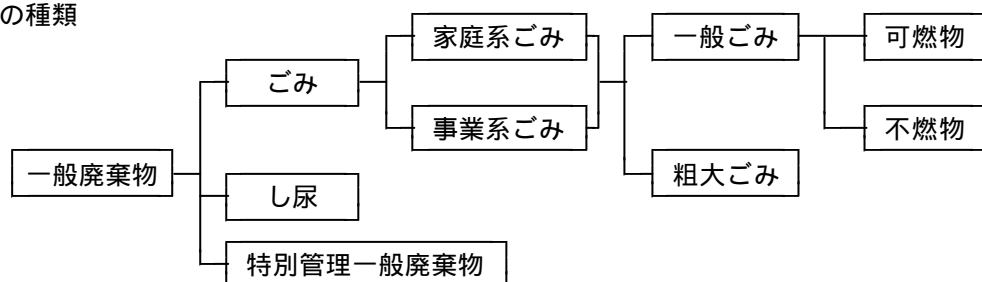 の種類
家庭系ごみ
一般ごみ
可燃物
ごみ
事業系ごみ
不燃物
一般廃棄物
粗大ごみ
し尿
特別管理一般廃棄物